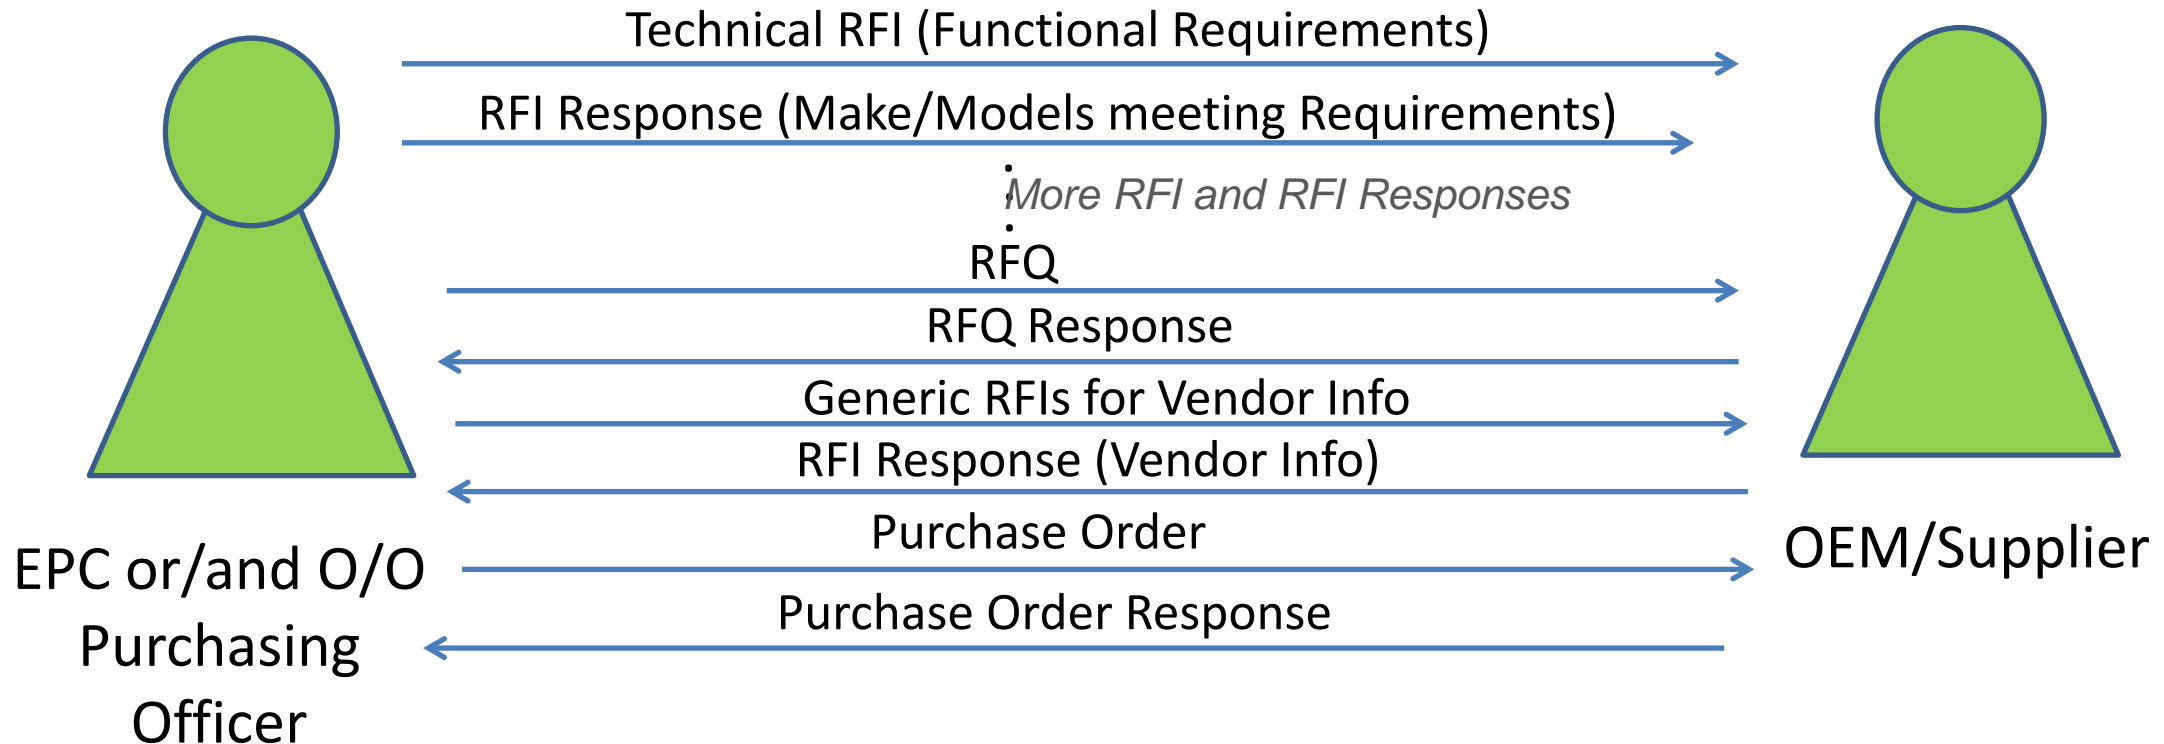 Technical RFI (Functional Requirements)
RFI Response (Make/Models meeting Requirements)
More RFI and RFI Responses
RFQ
RFQ Response
Generic RFIs for Vendor Info
RFI Response (Vendor Info)
Purchase Order
Purchase Order Response
EPC or/and O/O
Purchasing
Officer
OEM/Supplier